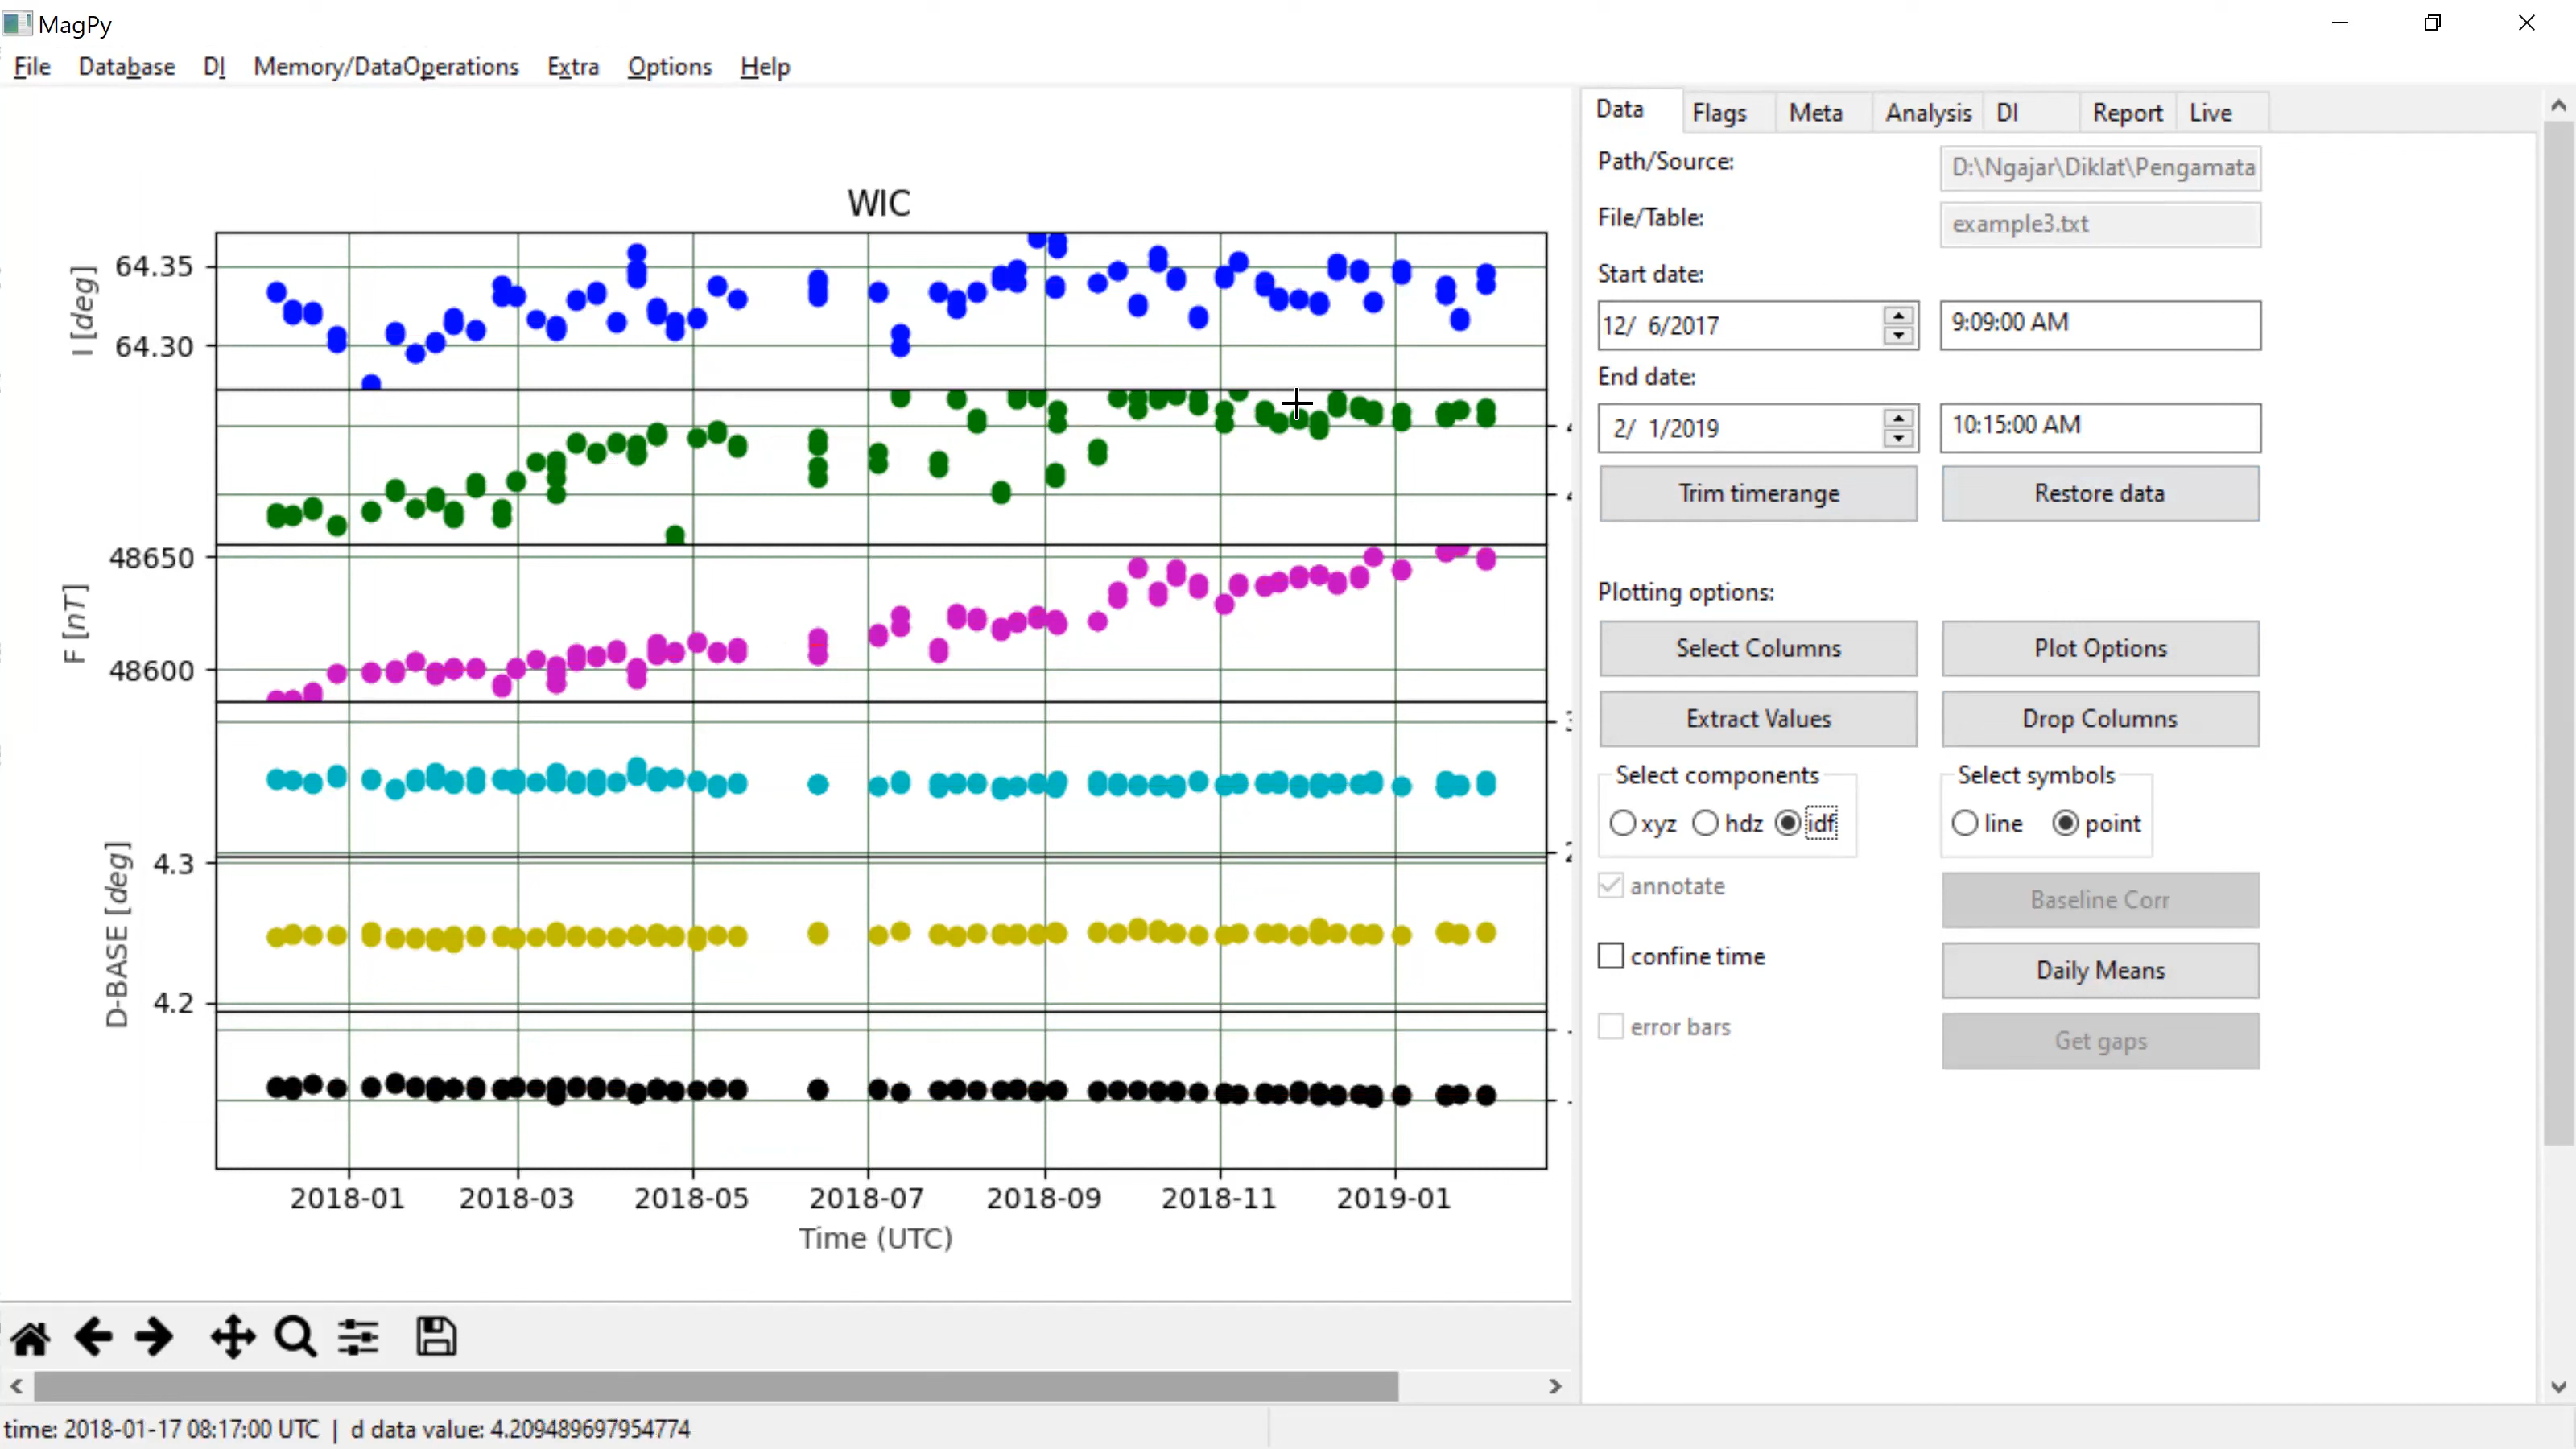 MagPy
File Database DI Memory/DataOperations Extra Options Help
Data Flags Meta Analysis DI Report Live
Path/Source: D:\Ngajar\Diklat\Pengamata
File/Table: example3.txt
Start date:
12/ 6/2017 9:09:00 AM
End date:
2/ 1/2019 10:15:00 AM
Trim timerange Restore data
Plotting options:
Select Columns Plot Options
Extract Values Drop Columns
Select components Select symbols
xyz hdz idf line point
annotate Baseline Corr
confine time Daily Means
error bars Get gaps
WIC
I [deg]
64.35
64.30
F [nT]
48650
48600
D-BASE [deg]
4.3
4.2
2018-01 2018-03 2018-05 2018-07 2018-09 2018-11 2019-01
Time (UTC)
time: 2018-01-17 08:17:00 UTC | d data value: 4.209489697954774